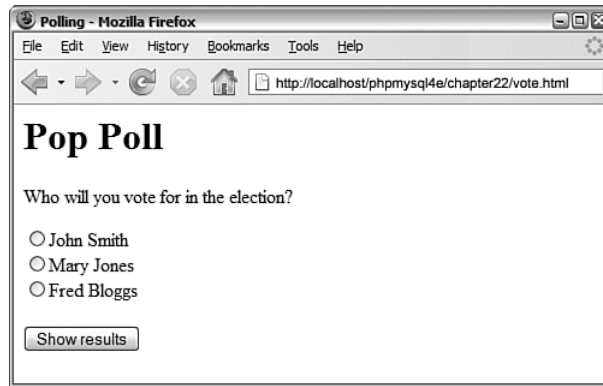 Polling - Mozilla Firefox
File Edit View History Bookmarks Tools Help
http://localhost/phpmysql4e/chapter22/vote.html
Pop Poll
Who will you vote for in the election?
John Smith
Mary Jones
Fred Bloggs
Show results